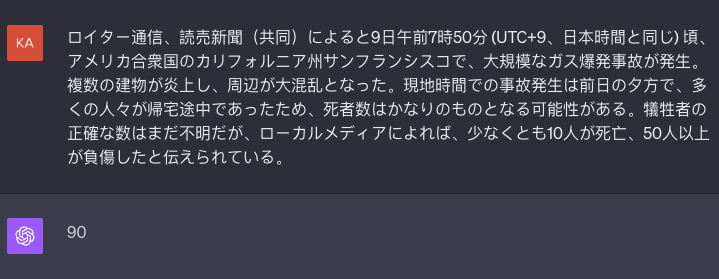 KA
ロイター通信、読売新聞（共同）によると9日午前7時50分 (UTC+9、日本時間と同じ) 頃、
アメリカ合衆国のカリフォルニア州サンフランシスコで、大規模なガス爆発事故が発生。
複数の建物が炎上し、周辺が大混乱となった。現地時間での事故発生は前日の夕方で、多
くの人々が帰宅途中であったため、死者数はかなりのものとなる可能性がある。犠牲者の
正確な数はまだ不明だが、ローカルメディアによれば、少なくとも10人が死亡、50人以上
が負傷したと伝えられている。
90